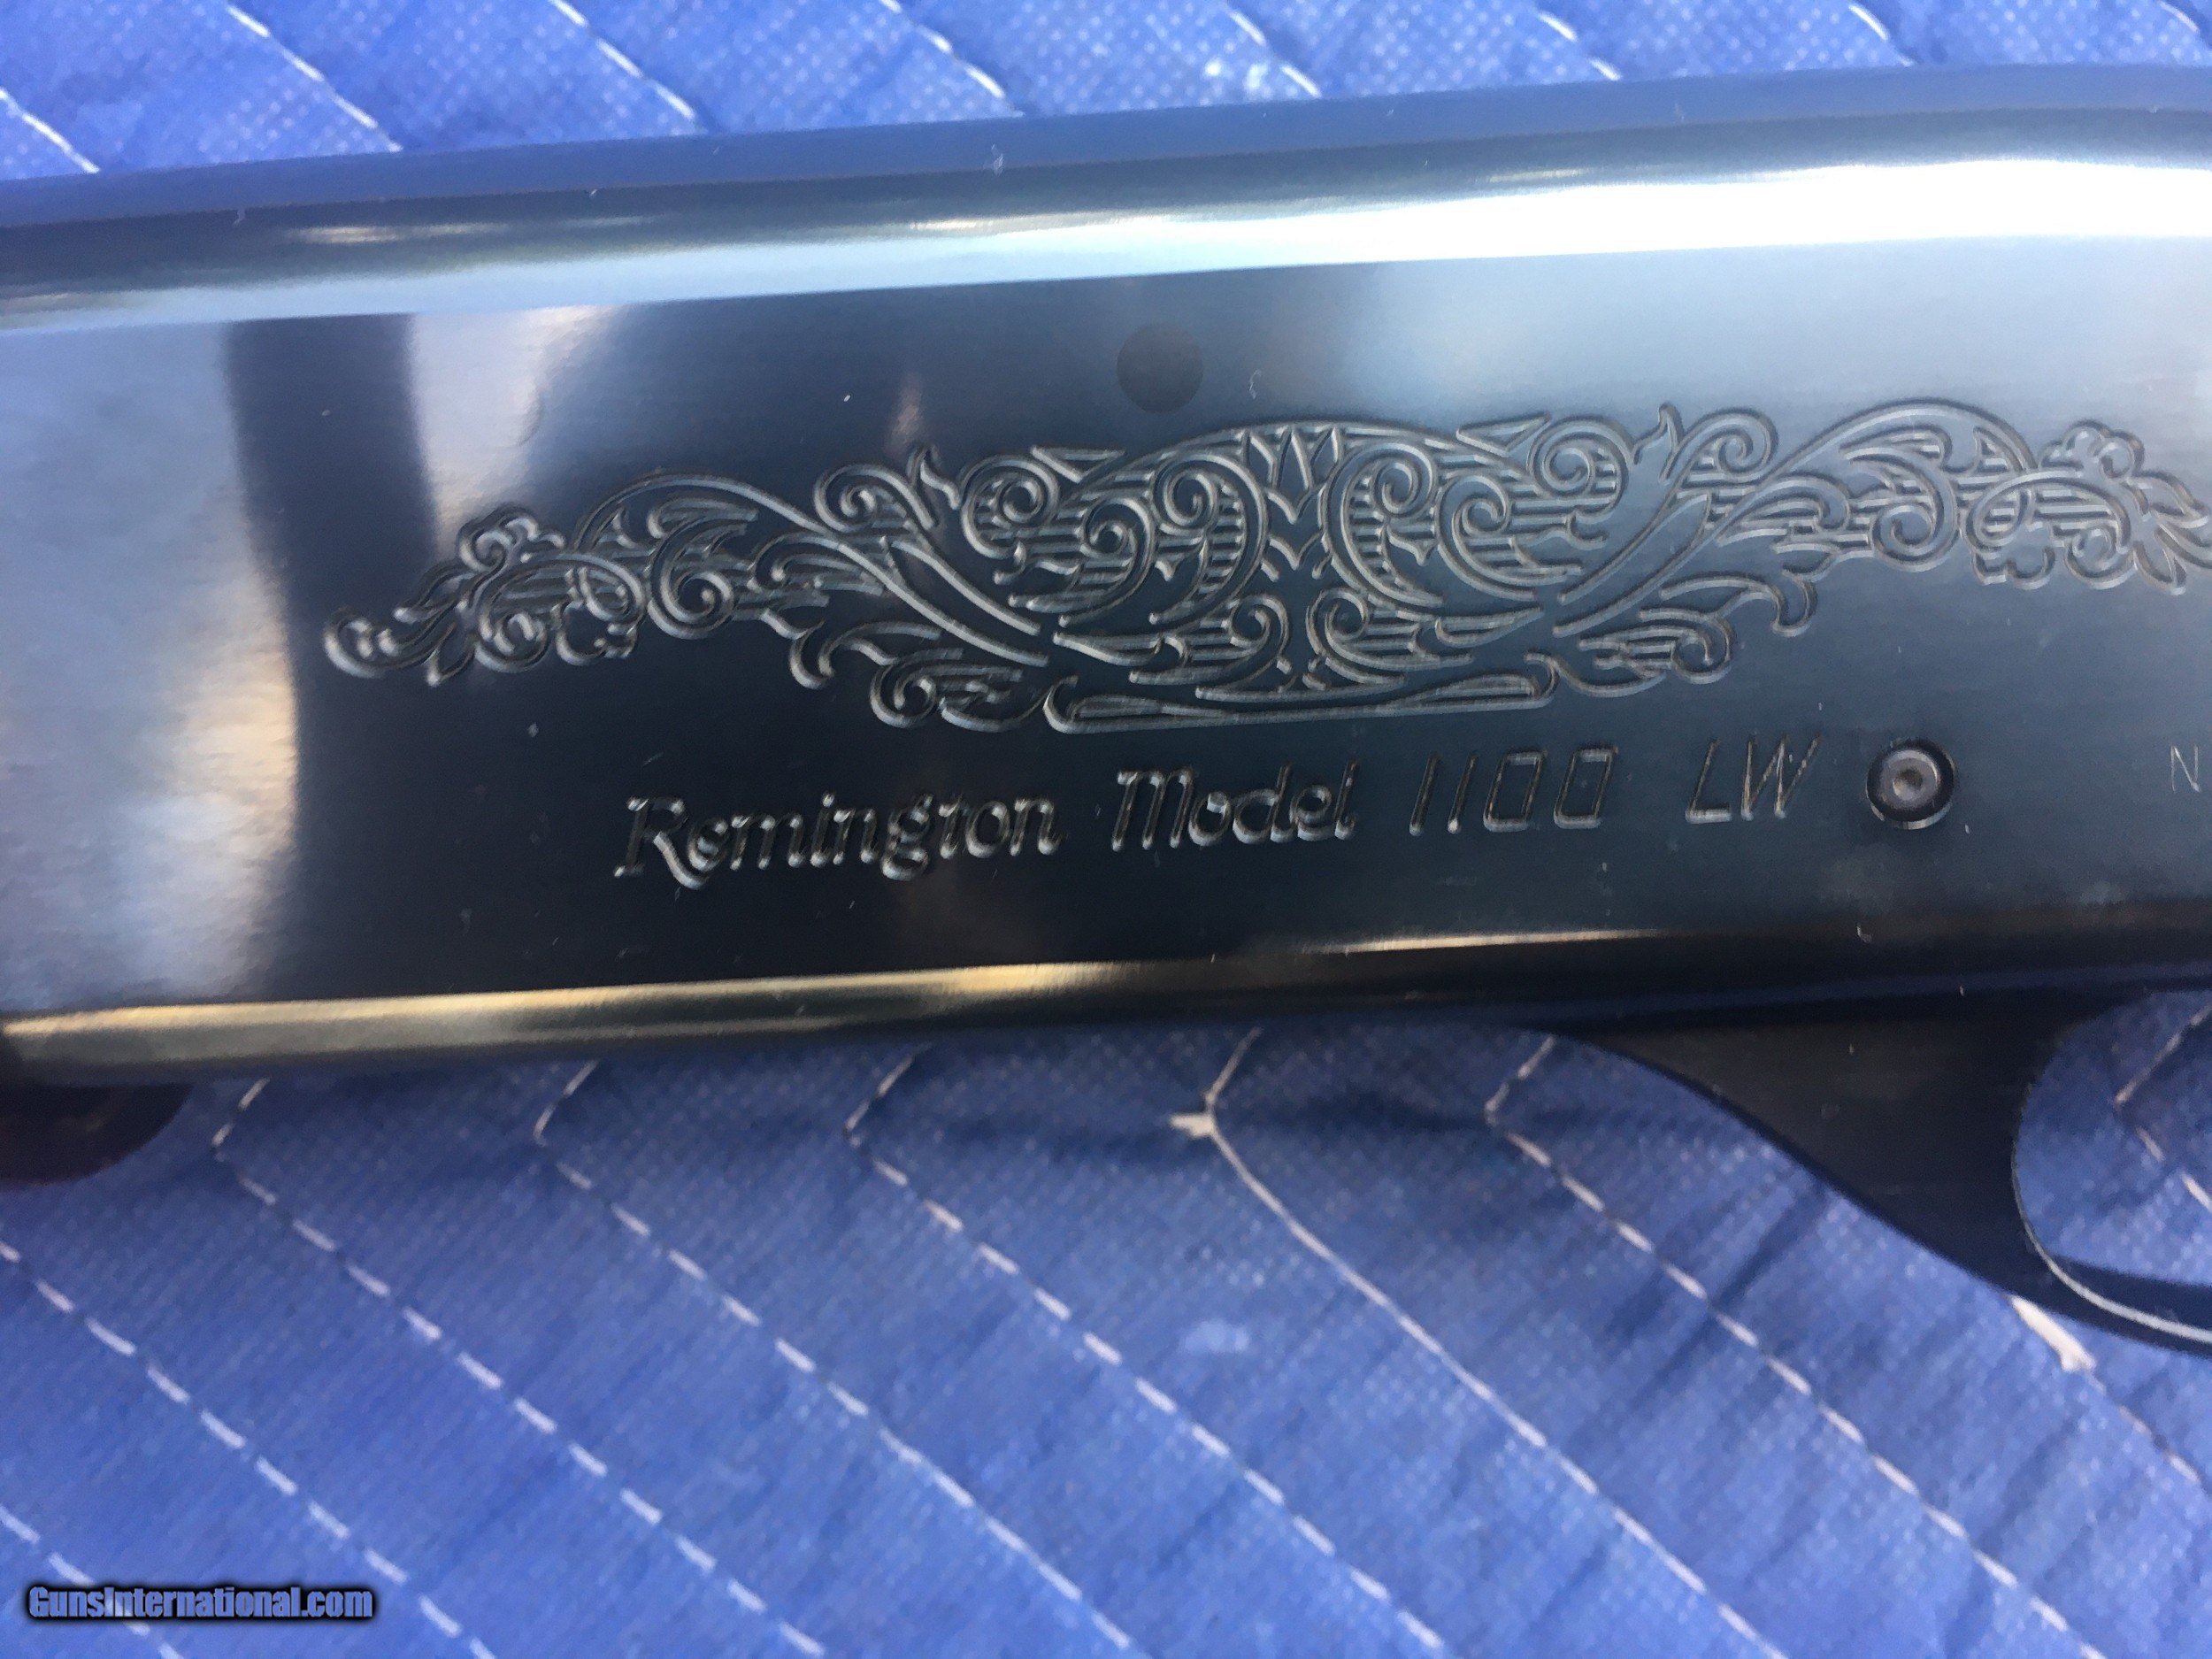 Remington Model 1100 LW
N
GunsInternational.com